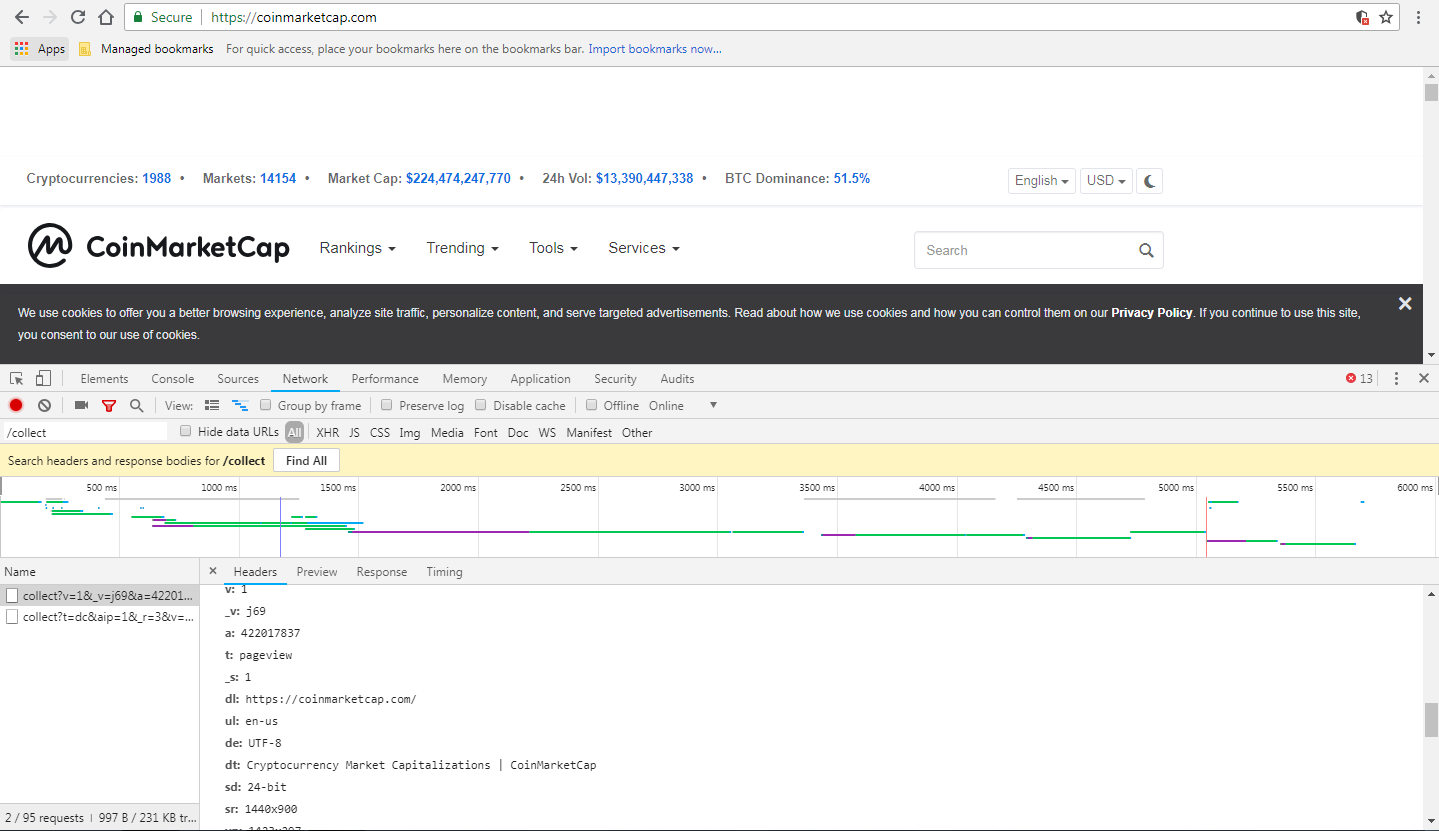 Secure https://coinmarketcap.com
Apps Managed bookmarks For quick access, place your bookmarks here on the bookmarks bar. Import bookmarks now...
Cryptocurrencies: 1988 • Markets: 14154 • Market Cap: $224,474,247,770 • 24h Vol: $13,390,447,338 • BTC Dominance: 51.5% English USD
CoinMarketCap Rankings Trending Tools Services Search
We use cookies to offer you a better browsing experience, analyze site traffic, personalize content, and serve targeted advertisements. Read about how we use cookies and how you can control them on our Privacy Policy. If you continue to use this site,
you consent to our use of cookies.
Elements Console Sources Network Performance Memory Application Security Audits 13
View: Group by frame Preserve log Disable cache Offline Online
/collect Hide data URLs All XHR JS CSS Img Media Font Doc WS Manifest Other
Search headers and response bodies for /collect Find All
500 ms 1000 ms 1500 ms 2000 ms 2500 ms 3000 ms 3500 ms 4000 ms 4500 ms 5000 ms 5500 ms 6000 ms
Name Headers Preview Response Timing
collect?v=1&_v=j69&a=42201...
collect?t=dc&aip=1&_r=3&v=...
v: 1
_v: j69
a: 422017837
t: pageview
_s: 1
dl: https://coinmarketcap.com/
ul: en-us
de: UTF-8
dt: Cryptocurrency Market Capitalizations | CoinMarketCap
sd: 24-bit
sr: 1440x900
2 / 95 requests | 997 B / 231 KB tr...